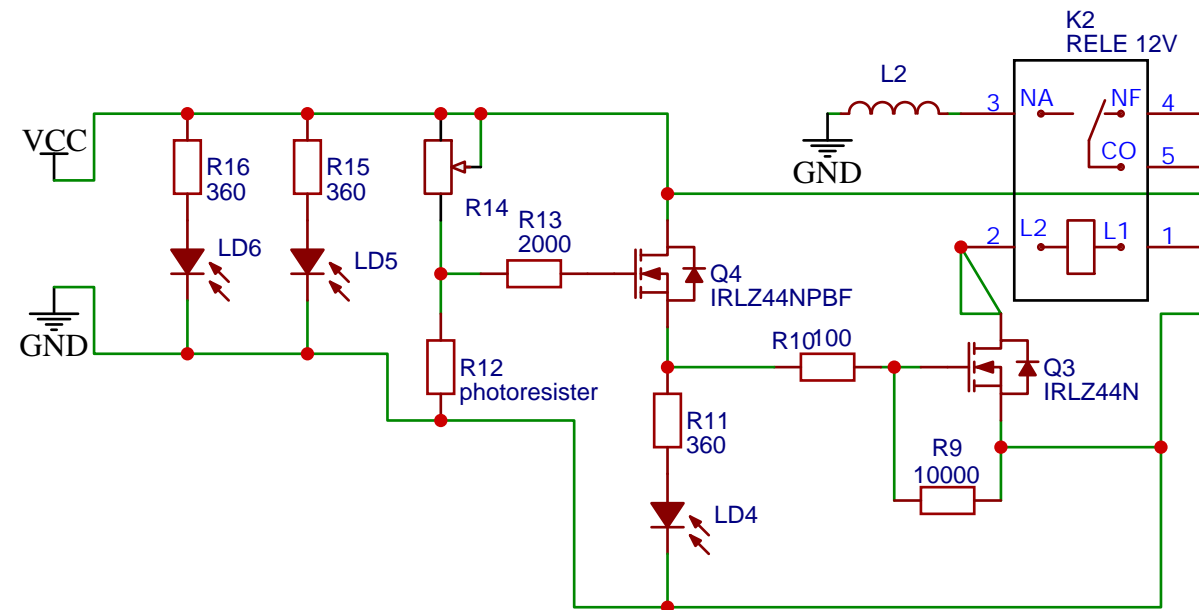 K2
RELE 12V
L2
3
NA
NF
4
CO
5
GND
VCC
R16
360
R15
360
R14
R13
2000
LD6
LD5
Q4
IRLZ44NPBF
2
L2
L1
1
GND
R12
photoresister
R10
100
Q3
IRLZ44N
R11
360
R9
10000
LD4